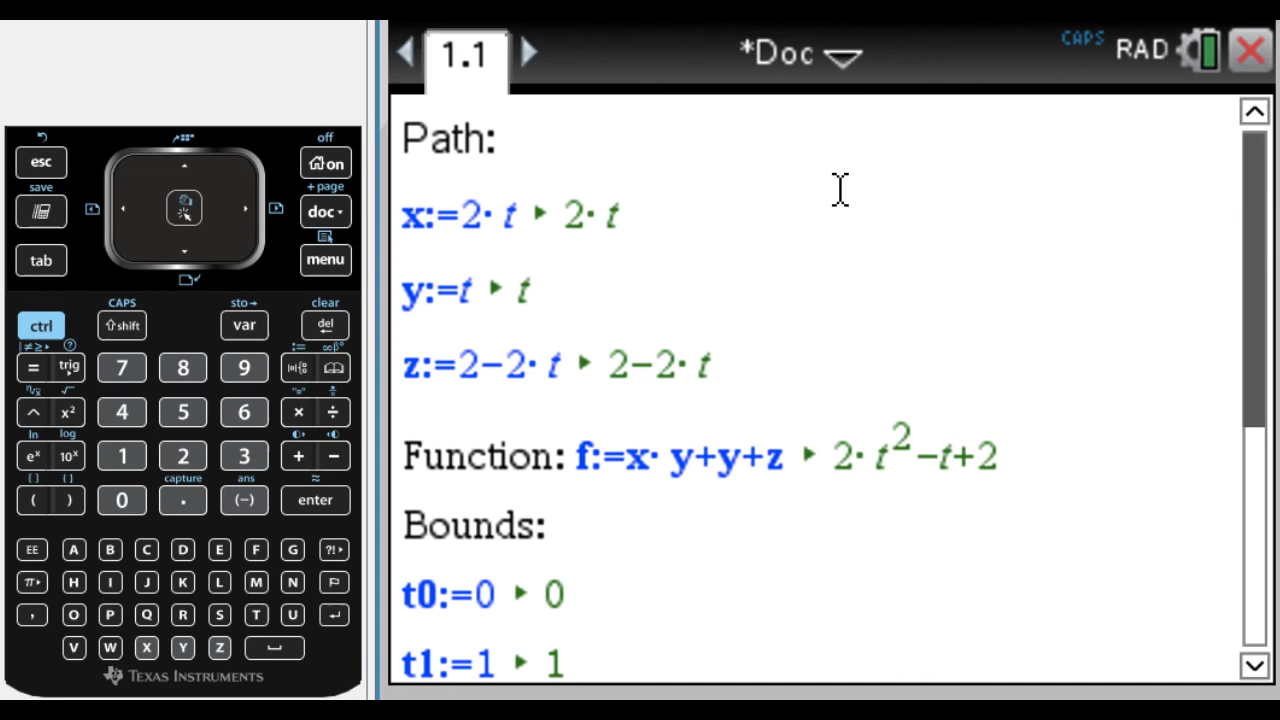 1.1 *Doc CAPS RAD
Path:
x:=2· t ▸ 2· t
y:=t ▸ t
z:=2−2· t ▸ 2−2· t
Function: f:=x· y+y+z ▸ 2· t²−t+2
Bounds:
t0:=0 ▸ 0
t1:=1 ▸ 1
off
esc on
save + page
doc
tab menu
CAPS sto→ clear
ctrl shift var del
|≠≥▸ ? := ∞β°
= trig 7 8 9
ⁿ√x √ "=" ÷
^ x² 4 5 6 × ÷
ln log
eˣ 10ˣ 1 2 3 + −
[ ] { } capture ans ≈
( ) 0 . (−) enter
EE A B C D E F G ?!▸
π▸ H I J K L M N
, O P Q R S T U
V W X Y Z
TEXAS INSTRUMENTS